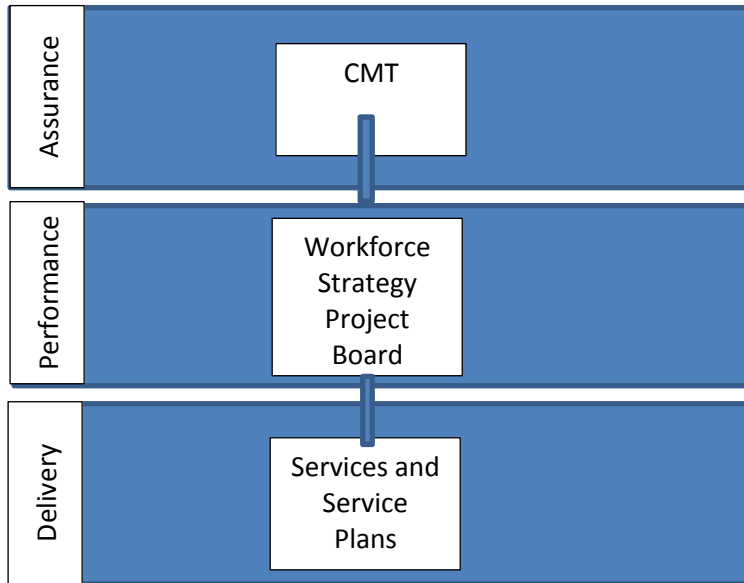 Assurance
CMT
Performance
Workforce
Strategy
Project
Board
Delivery
Services and
Service
Plans